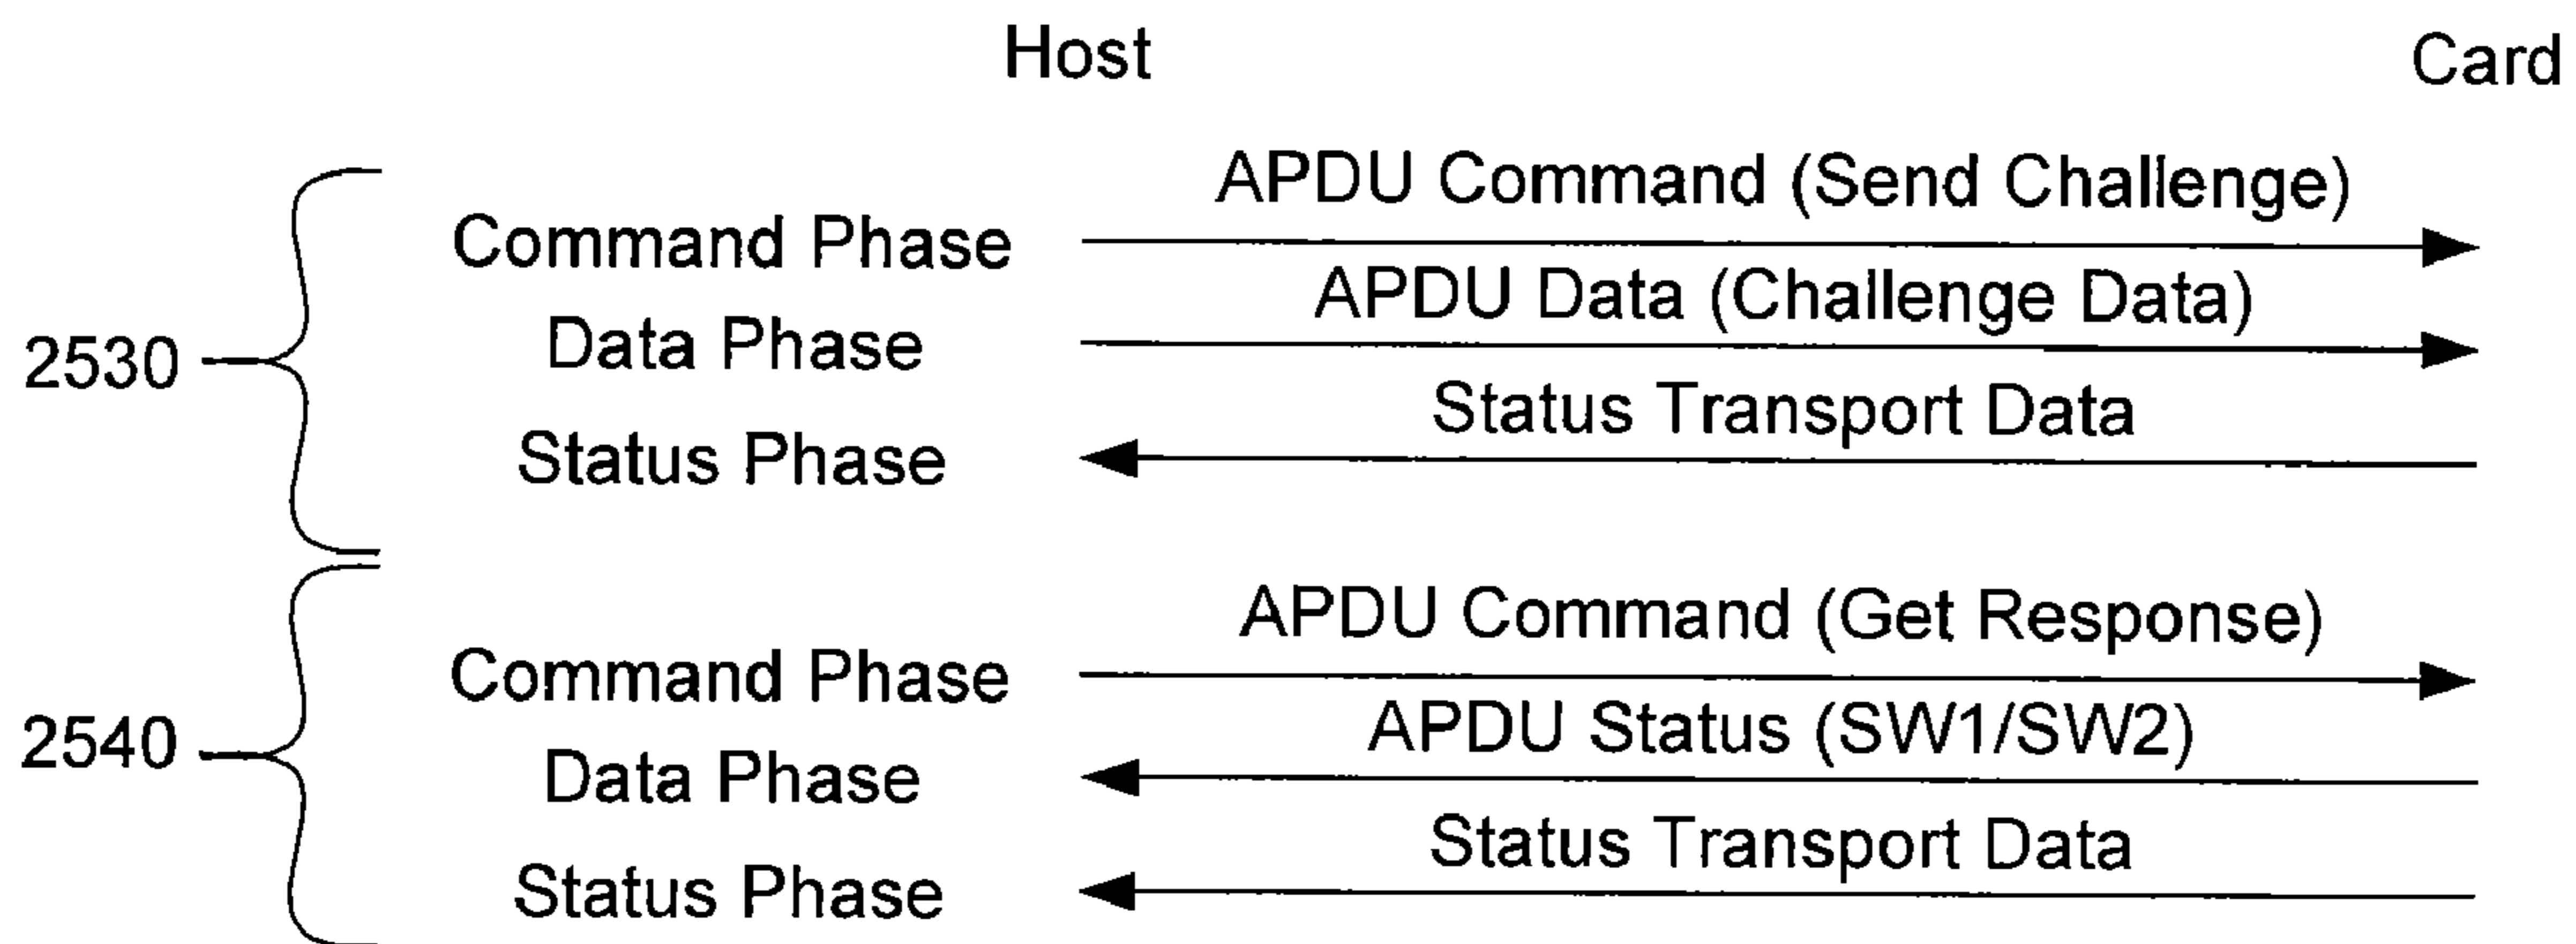 Host Card
APDU Command (Send Challenge)
Command Phase
APDU Data (Challenge Data)
Data Phase
2530
Status Transport Data
Status Phase
APDU Command (Get Response)
Command Phase
APDU Status (SW1/SW2)
2540
Data Phase
Status Transport Data
Status Phase